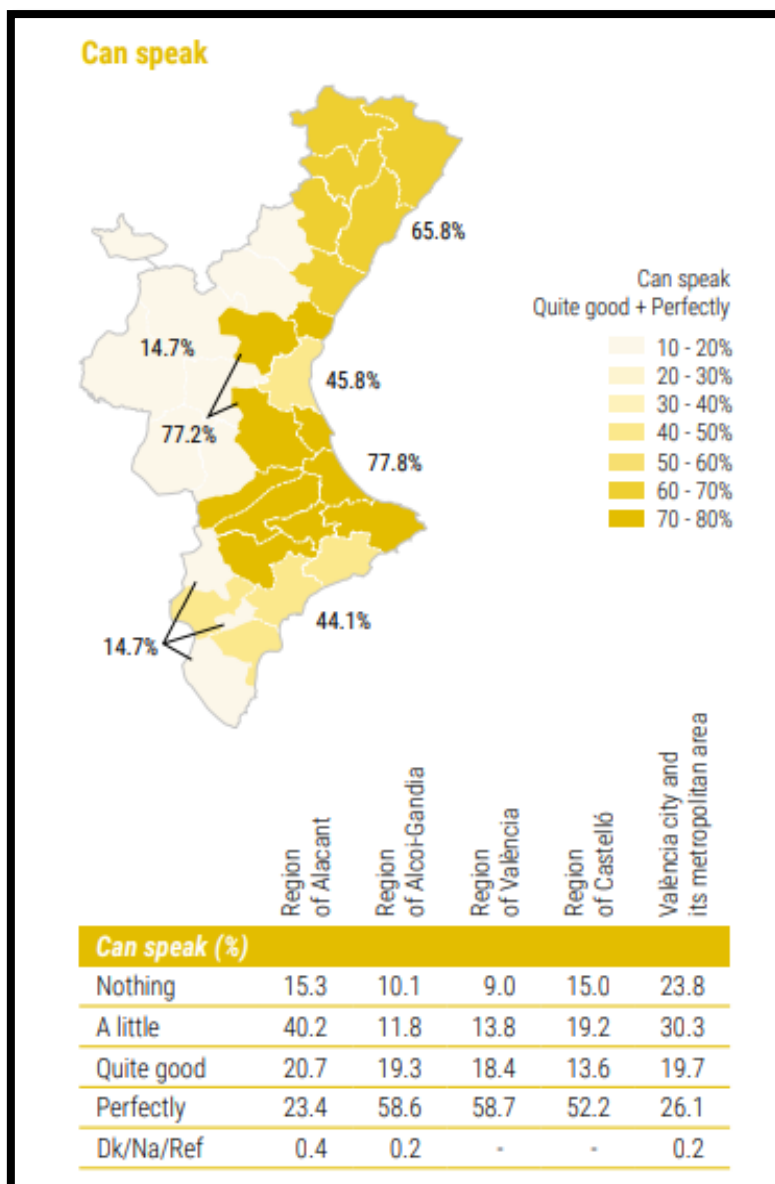 Can speak
65.8%
Can speak
Quite good + Perfectly
10 - 20%
20 - 30%
30 - 40%
40 - 50%
50 - 60%
60 - 70%
70 - 80%
14.7%
45.8%
77.2%
77.8%
44.1%
14.7%
Region
of Alacant
Region
of Alcoi-Gandia
Region
of València
Region
of Castelló
València city and
its metropolitan area
Can speak (%)
Nothing 15.3 10.1 9.0 15.0 23.8
A little 40.2 11.8 13.8 19.2 30.3
Quite good 20.7 19.3 18.4 13.6 19.7
Perfectly 23.4 58.6 58.7 52.2 26.1
Dk/Na/Ref 0.4 0.2 - - 0.2